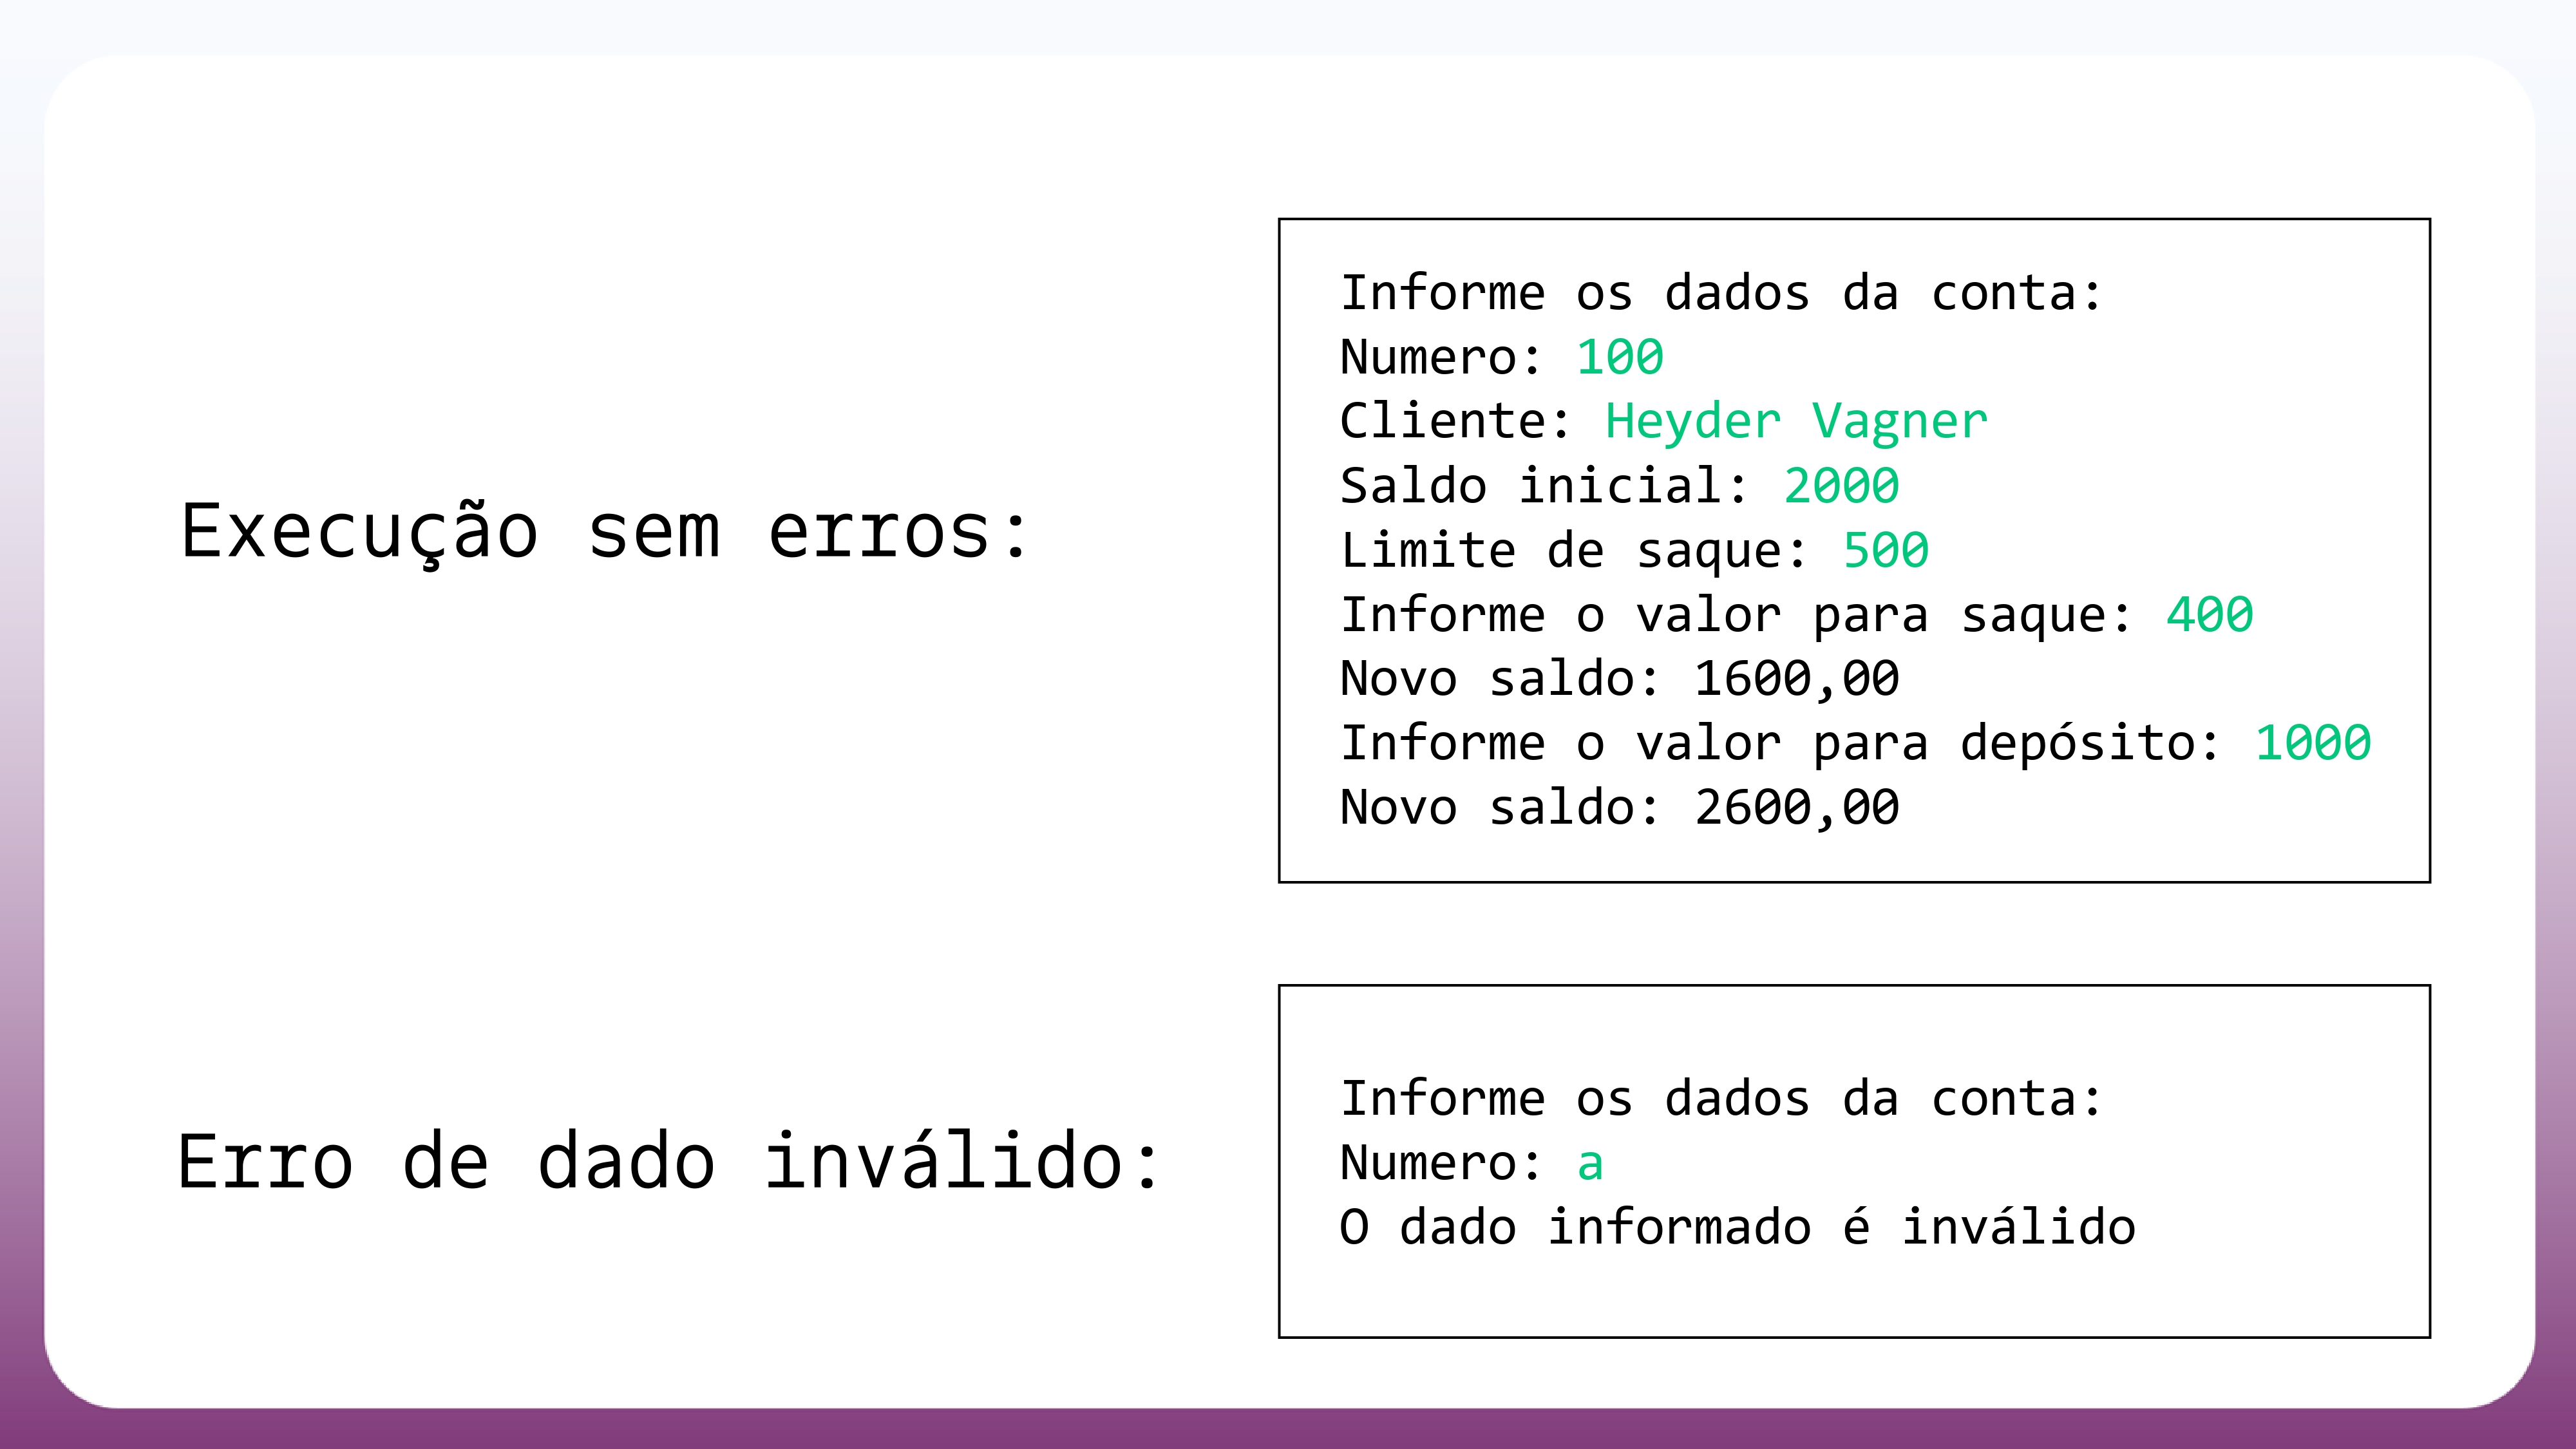 Execução sem erros:
Informe os dados da conta:
Numero: 100
Cliente: Heyder Vagner
Saldo inicial: 2000
Limite de saque: 500
Informe o valor para saque: 400
Novo saldo: 1600,00
Informe o valor para depósito: 1000
Novo saldo: 2600,00
Erro de dado inválido:
Informe os dados da conta:
Numero: a
O dado informado é inválido